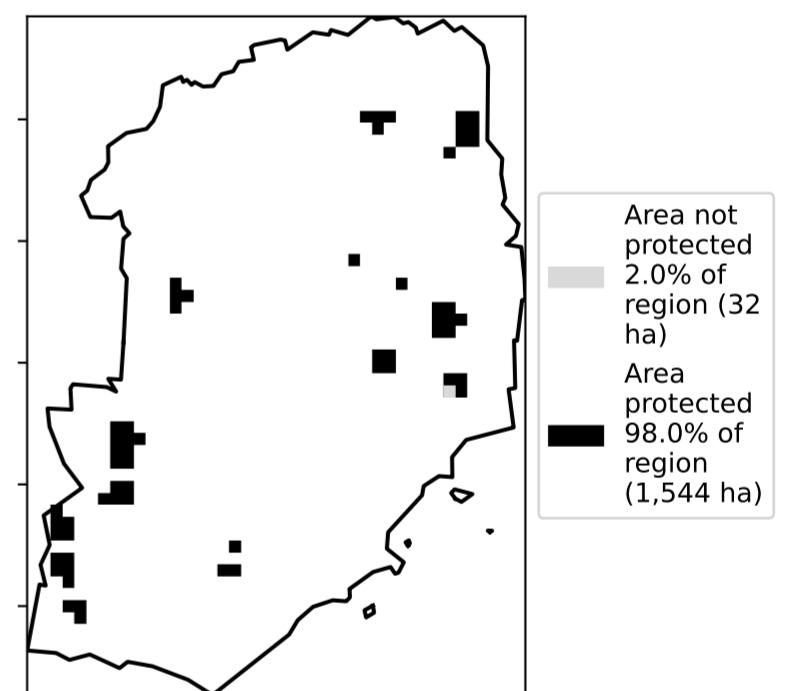 Area not
protected
2.0% of
region (32
ha)
Area
protected
98.0% of
region
(1,544 ha)